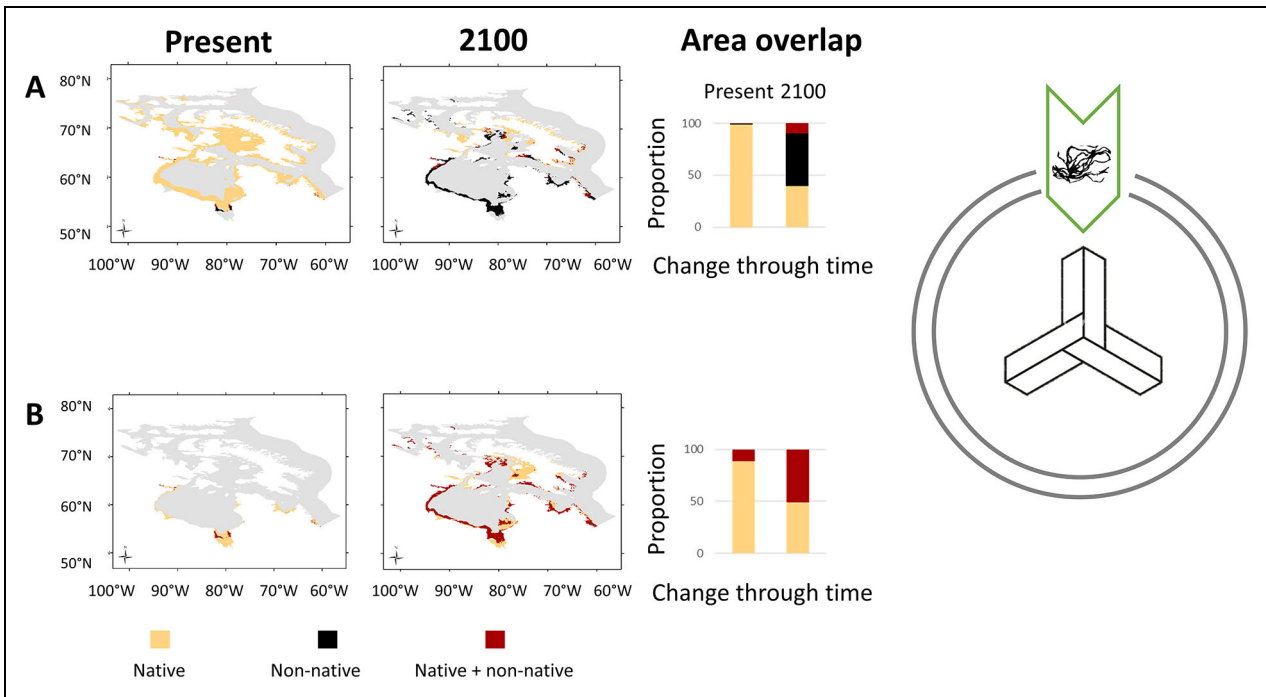 Present 2100 Area overlap
A
80°N
70°N
60°N
50°N
100°W 90°W 80°W 70°W 60°W
100°W 90°W 80°W 70°W 60°W
Present 2100
Proportion
100
50
0
Change through time
B
80°N
70°N
60°N
50°N
100°W 90°W 80°W 70°W 60°W
100°W 90°W 80°W 70°W 60°W
Proportion
100
50
0
Change through time
Native Non-native Native + non-native